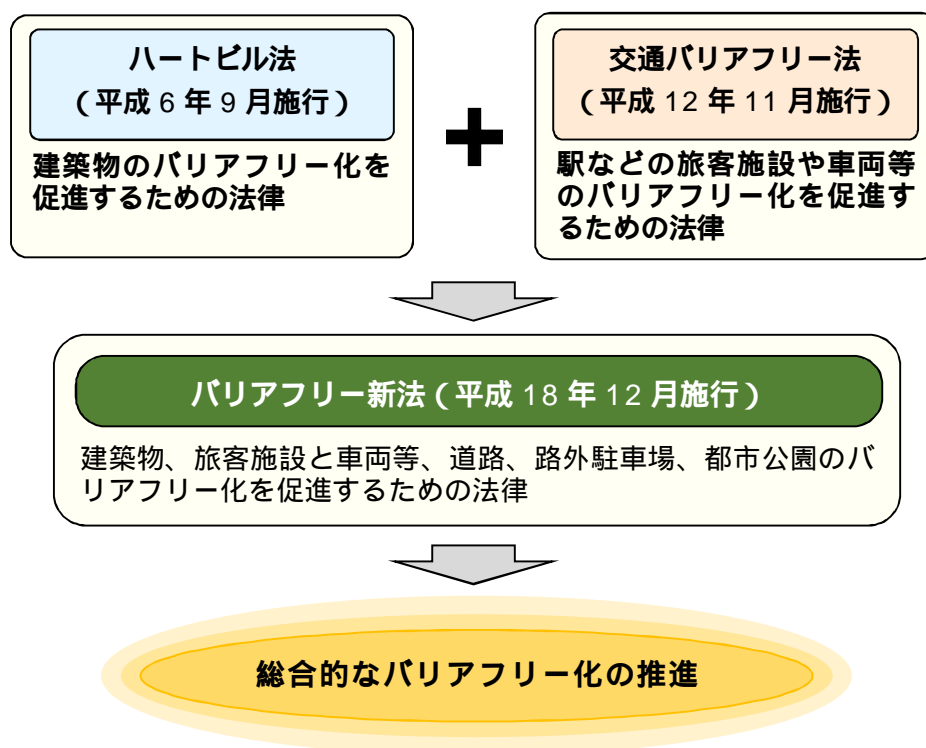 ハートビル法
（平成 6 年 9 月施行）
建築物のバリアフリー化を
促進するための法律
交通バリアフリー法
（平成 12 年 11 月施行）
駅などの旅客施設や車両等
のバリアフリー化を促進す
るための法律
バリアフリー新法（平成 18 年 12 月施行）
建築物、旅客施設と車両等、道路、路外駐車場、都市公園のバ
リアフリー化を促進するための法律
総合的なバリアフリー化の推進